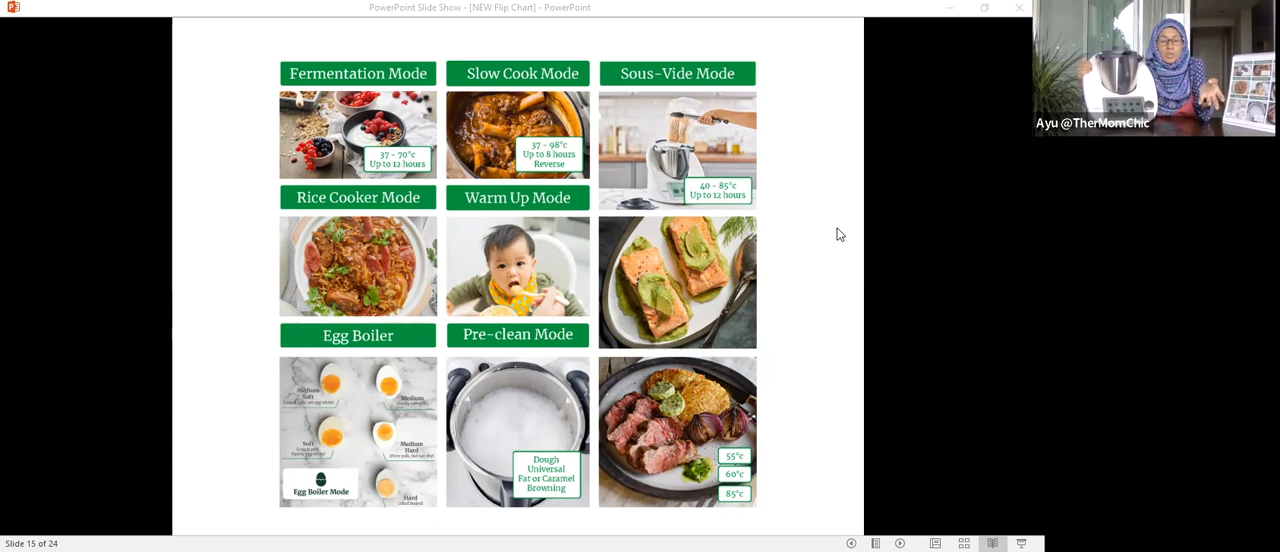 PowerPoint Slide Show - [NEW Flip Chart] - PowerPoint
Ayu @TherMomChic
Fermentation Mode
37 - 70°c
Up to 12 hours
Slow Cook Mode
37 - 98°c
Up to 8 hours
Reverse
Sous-Vide Mode
40 - 85°c
Up to 12 hours
Rice Cooker Mode
Warm Up Mode
Egg Boiler
Medium
Soft
Medium
Soft
Medium
Hard
Hard
Egg Boiler Mode
Pre-clean Mode
Dough
Universal
Fat or Caramel
Browning
55°c
60°c
85°c
Slide 15 of 24